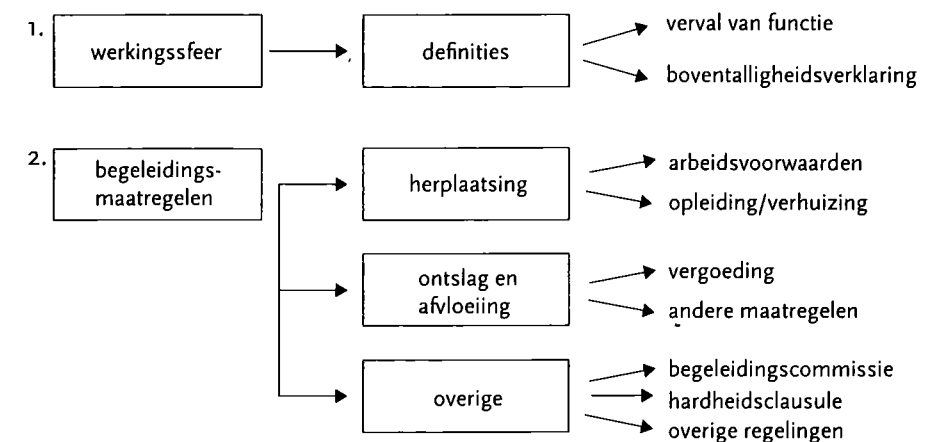 1.
werkingssfeer
definities
verval van functie
boventalligheidsverklaring
2.
begeleidings-
maatregelen
herplaatsing
arbeidsvoorwaarden
opleiding/verhuizing
ontslag en
afvloeiing
vergoeding
andere maatregelen
overige
begeleidingscommissie
hardheidsclausule
overige regelingen